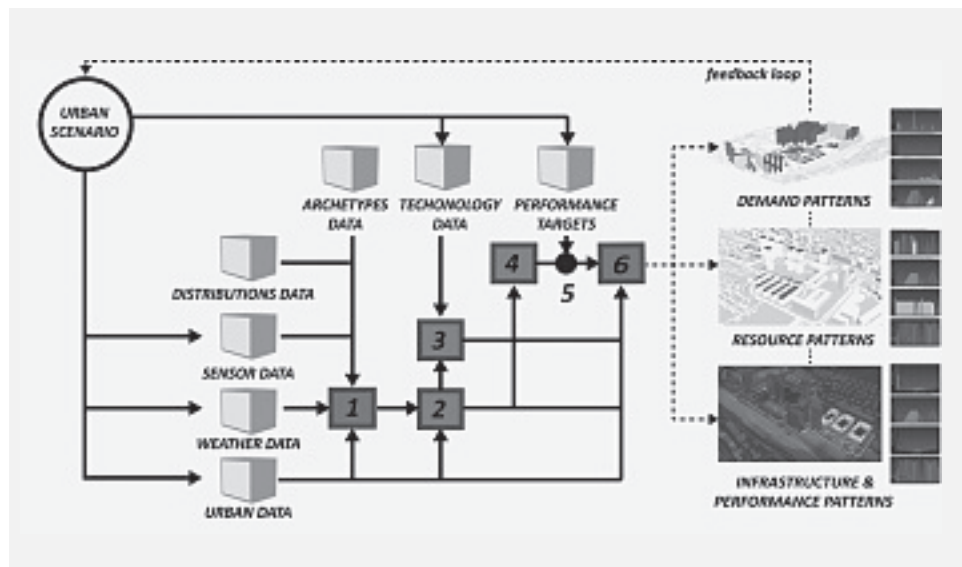 feedback loop
URBAN
SCENARIO
ARCHETYPES
DATA
TECHONOLOGY
DATA
PERFORMANCE
TARGETS
DEMAND PATTERNS
4
6
5
DISTRIBUTIONS DATA
3
RESOURCE PATTERNS
SENSOR DATA
1
2
WEATHER DATA
URBAN DATA
INFRASTRUCTURE &
PERFORMANCE PATTERNS